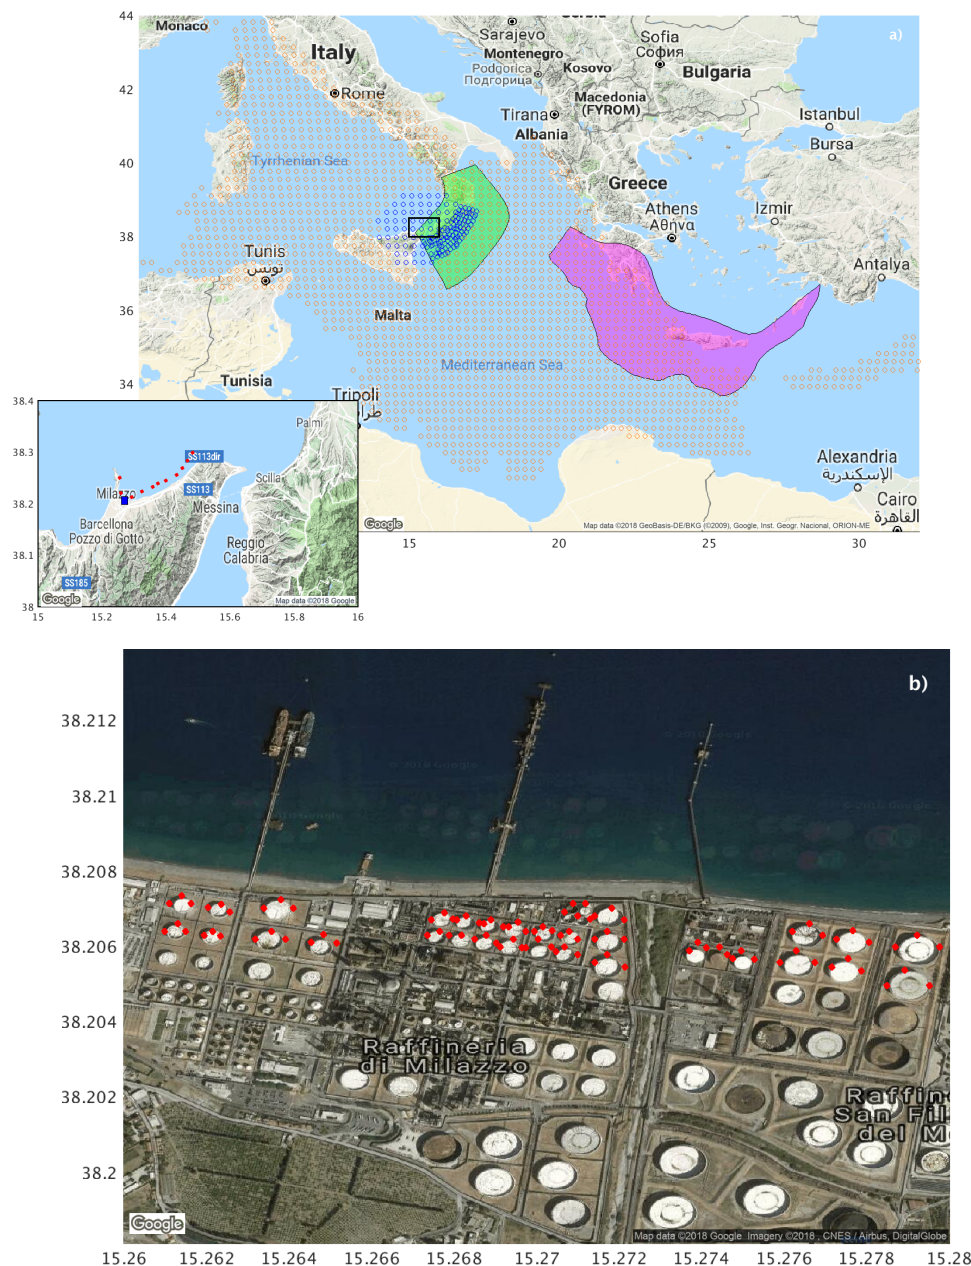 44
42
40
38
36
34
a)
Monaco
Italy
Rome
Sarajevo
Montenegro
Podgorica
Подгорица
Kosovo
Sofia
София
Bulgaria
Macedonia
(FYROM)
Tirana
Albania
Istanbul
Bursa
Tyrrhenian Sea
Greece
Athens
Αθήνα
Izmir
Antalya
Tunis
تونس
Malta
Mediterranean Sea
Tunisia
Tripoli
Alexandria
الإسكندرية
Cairo
القاهرة
Google
Map data ©2018 GeoBasis-DE/BKG (©2009), Google, Inst. Geogr. Nacional, ORION-ME
15
20
25
30
38.4
38.3
38.2
38.1
38
Palmi
SS113dir
Milazzo
SS113
Scilla
Messina
Barcellona
Pozzo di Gotto
Reggio
Calabria
SS185
Google
Map data ©2018 Google
15
15.2
15.4
15.6
15.8
16
b)
38.212
38.21
38.208
38.206
38.204
38.202
38.2
Raffineria
di Milazzo
Raffin
San Fil
del M
Google
Map data ©2018 Google Imagery ©2018 , CNES / Airbus, DigitalGlobe
15.26
15.262
15.264
15.266
15.268
15.27
15.272
15.274
15.276
15.278
15.28